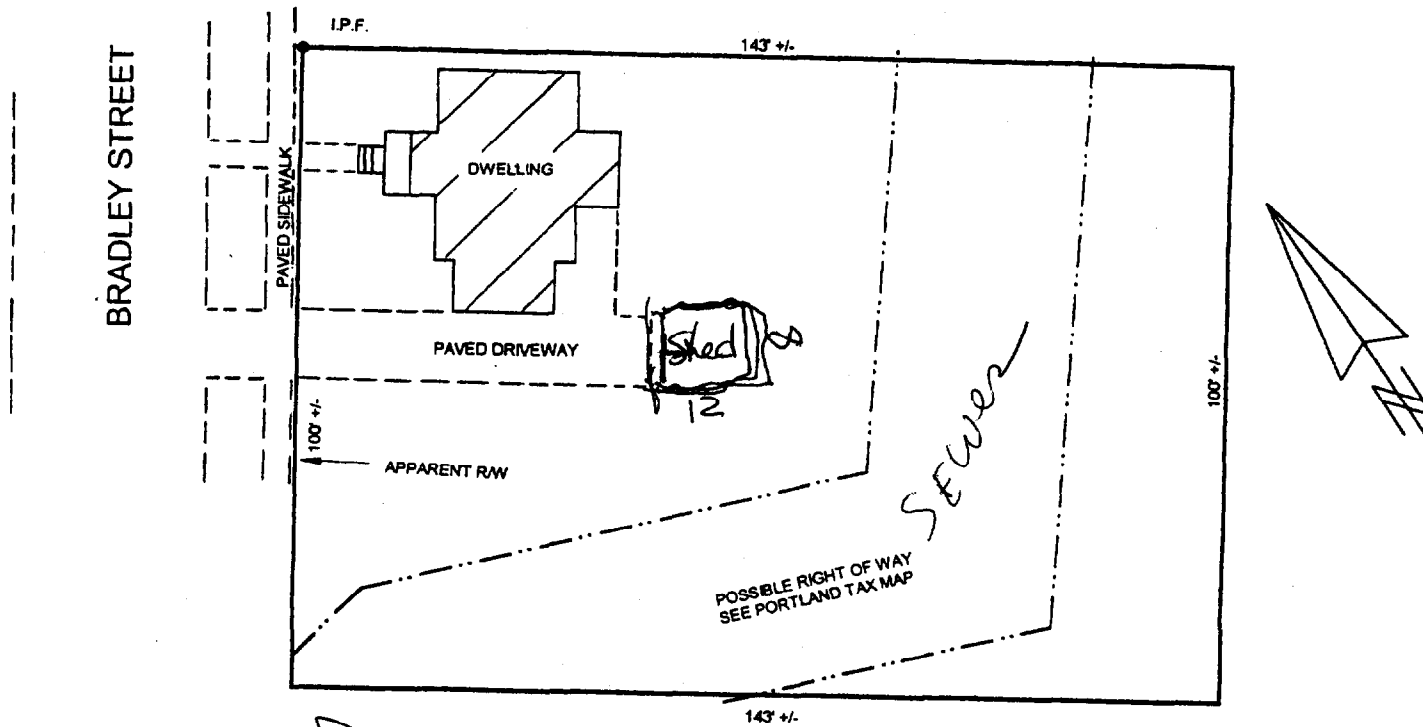 I.P.F.
143' +/-
BRADLEY STREET
PAVED SIDEWALK
DWELLING
PAVED DRIVEWAY
Shed
8
12
SEWER
100' +/-
100' +/-
APPARENT R/W
POSSIBLE RIGHT OF WAY
SEE PORTLAND TAX MAP
143' +/-